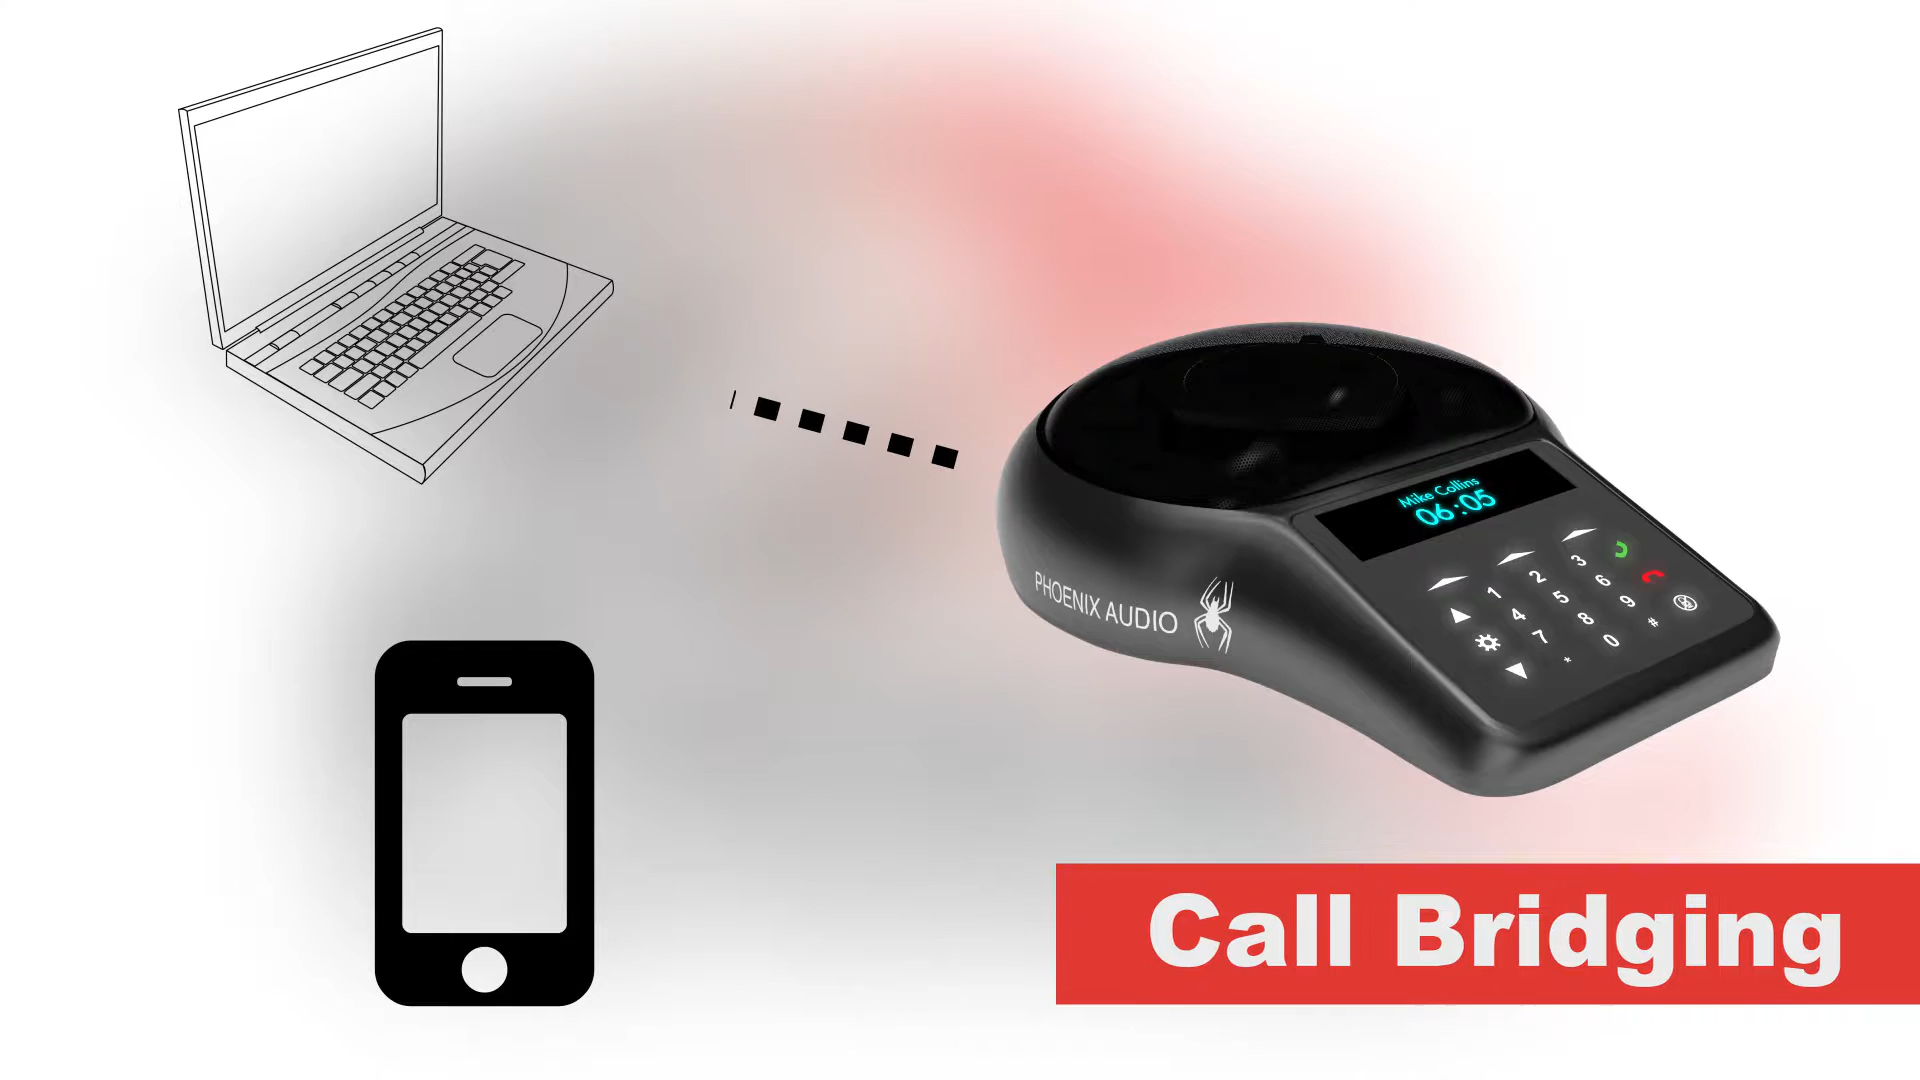 Mike Collins
06:05
PHOENIX AUDIO
1 2 3
4 5 6
7 8 9
* 0 #
Call Bridging